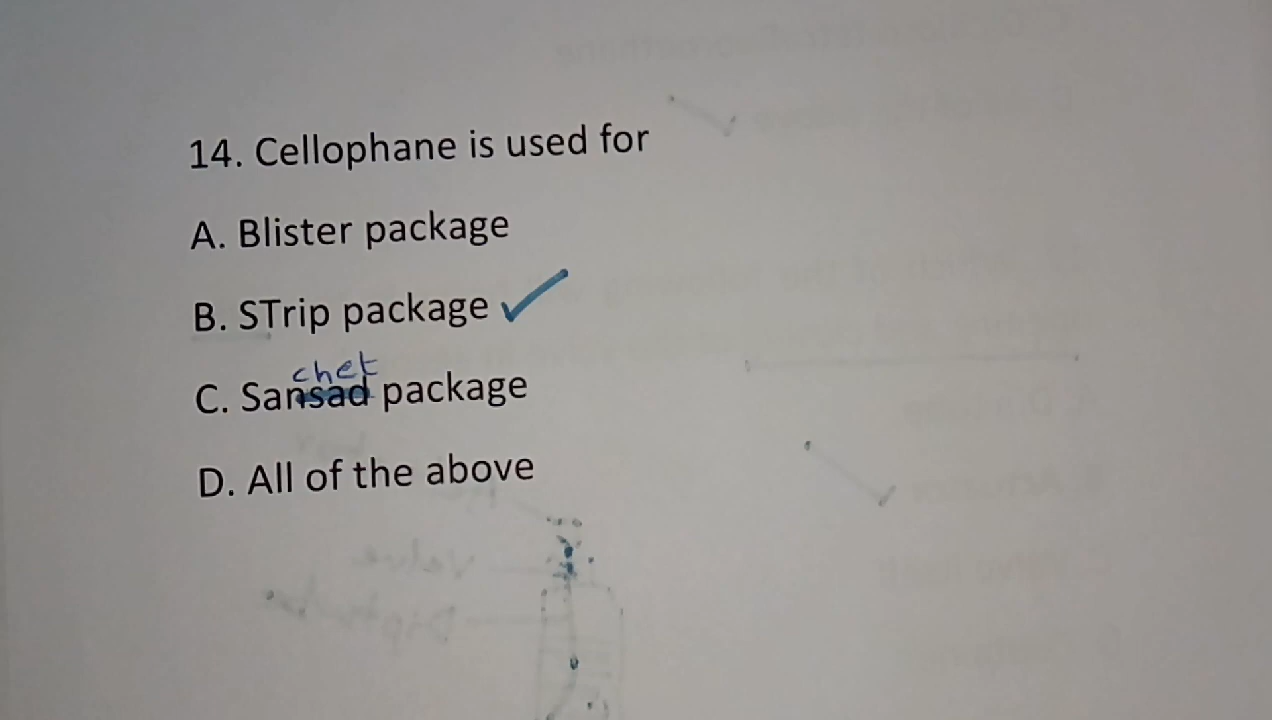 14. Cellophane is used for
A. Blister package
B. STrip package
chet
C. Sansad package
D. All of the above